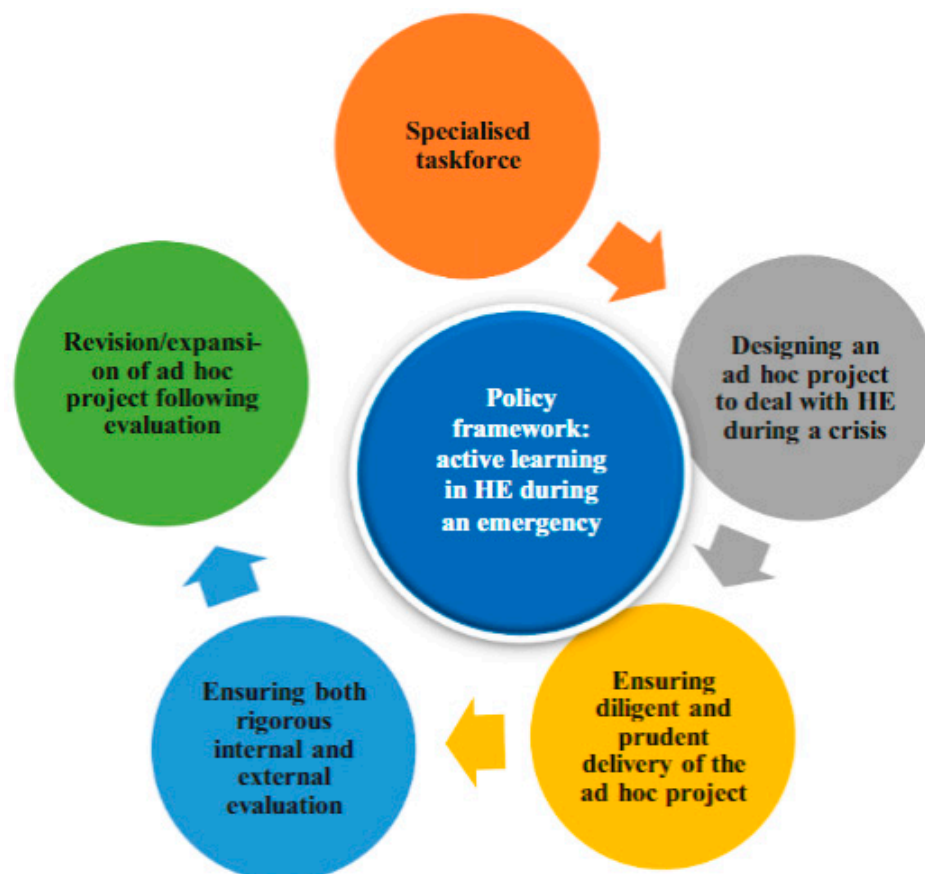 Specialised
taskforce
Designing an
ad hoc project
to deal with HE
during a crisis
Ensuring
diligent and
prudent
delivery of the
ad hoc project
Ensuring both
rigorous
internal and
external
evaluation
Revision/expansi-
on of ad hoc
project following
evaluation
Policy
framework:
active learning
in HE during
an emergency